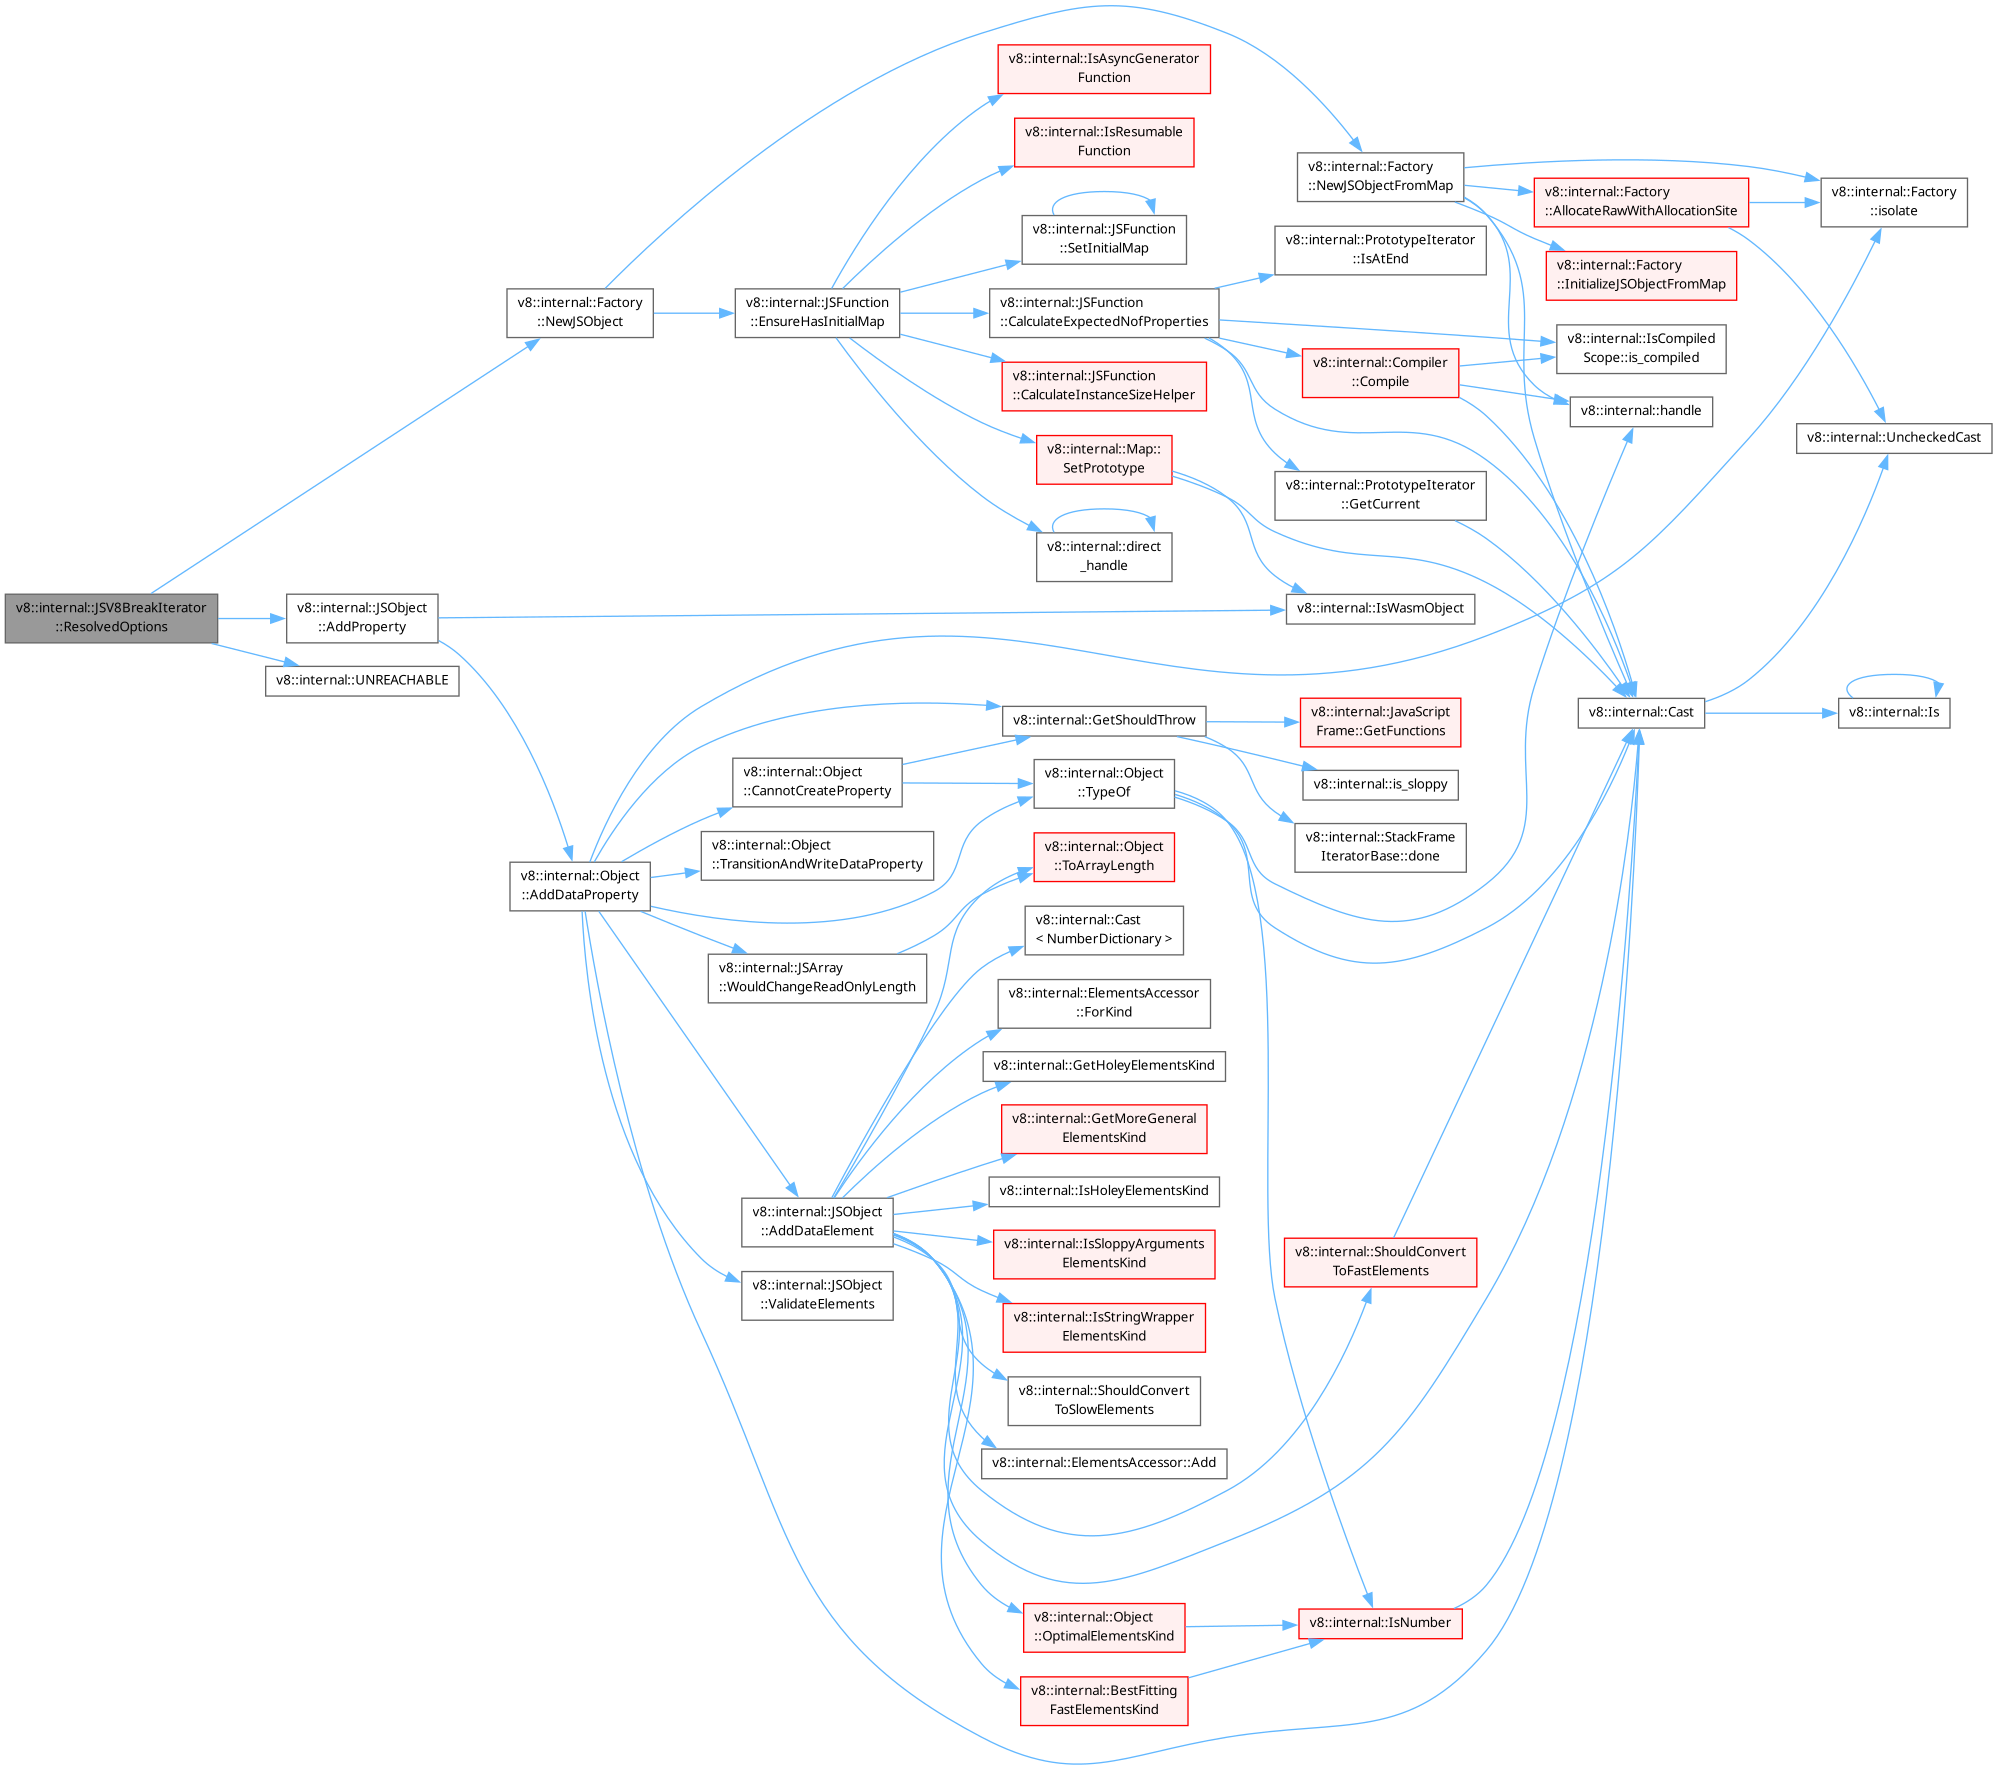 v8::internal::JSV8BreakIterator
::ResolvedOptions
v8::internal::Factory
::NewJSObject
v8::internal::JSObject
::AddProperty
v8::internal::UNREACHABLE
v8::internal::JSFunction
::EnsureHasInitialMap
v8::internal::IsAsyncGenerator
Function
v8::internal::IsResumable
Function
v8::internal::JSFunction
::SetInitialMap
v8::internal::JSFunction
::CalculateExpectedNofProperties
v8::internal::JSFunction
::CalculateInstanceSizeHelper
v8::internal::Map::
SetPrototype
v8::internal::direct
_handle
v8::internal::Factory
::NewJSObjectFromMap
v8::internal::PrototypeIterator
::IsAtEnd
v8::internal::Compiler
::Compile
v8::internal::PrototypeIterator
::GetCurrent
v8::internal::IsWasmObject
v8::internal::Factory
::AllocateRawWithAllocationSite
v8::internal::Factory
::InitializeJSObjectFromMap
v8::internal::IsCompiled
Scope::is_compiled
v8::internal::handle
v8::internal::Factory
::isolate
v8::internal::UncheckedCast
v8::internal::Cast
v8::internal::Is
v8::internal::Object
::AddDataProperty
v8::internal::Object
::CannotCreateProperty
v8::internal::Object
::TransitionAndWriteDataProperty
v8::internal::JSArray
::WouldChangeReadOnlyLength
v8::internal::JSObject
::AddDataElement
v8::internal::JSObject
::ValidateElements
v8::internal::GetShouldThrow
v8::internal::Object
::TypeOf
v8::internal::Object
::ToArrayLength
v8::internal::Cast
< NumberDictionary >
v8::internal::ElementsAccessor
::ForKind
v8::internal::GetHoleyElementsKind
v8::internal::GetMoreGeneral
ElementsKind
v8::internal::IsHoleyElementsKind
v8::internal::IsSloppyArguments
ElementsKind
v8::internal::IsStringWrapper
ElementsKind
v8::internal::ShouldConvert
ToSlowElements
v8::internal::ElementsAccessor::Add
v8::internal::Object
::OptimalElementsKind
v8::internal::BestFitting
FastElementsKind
v8::internal::JavaScript
Frame::GetFunctions
v8::internal::is_sloppy
v8::internal::StackFrame
IteratorBase::done
v8::internal::ShouldConvert
ToFastElements
v8::internal::IsNumber